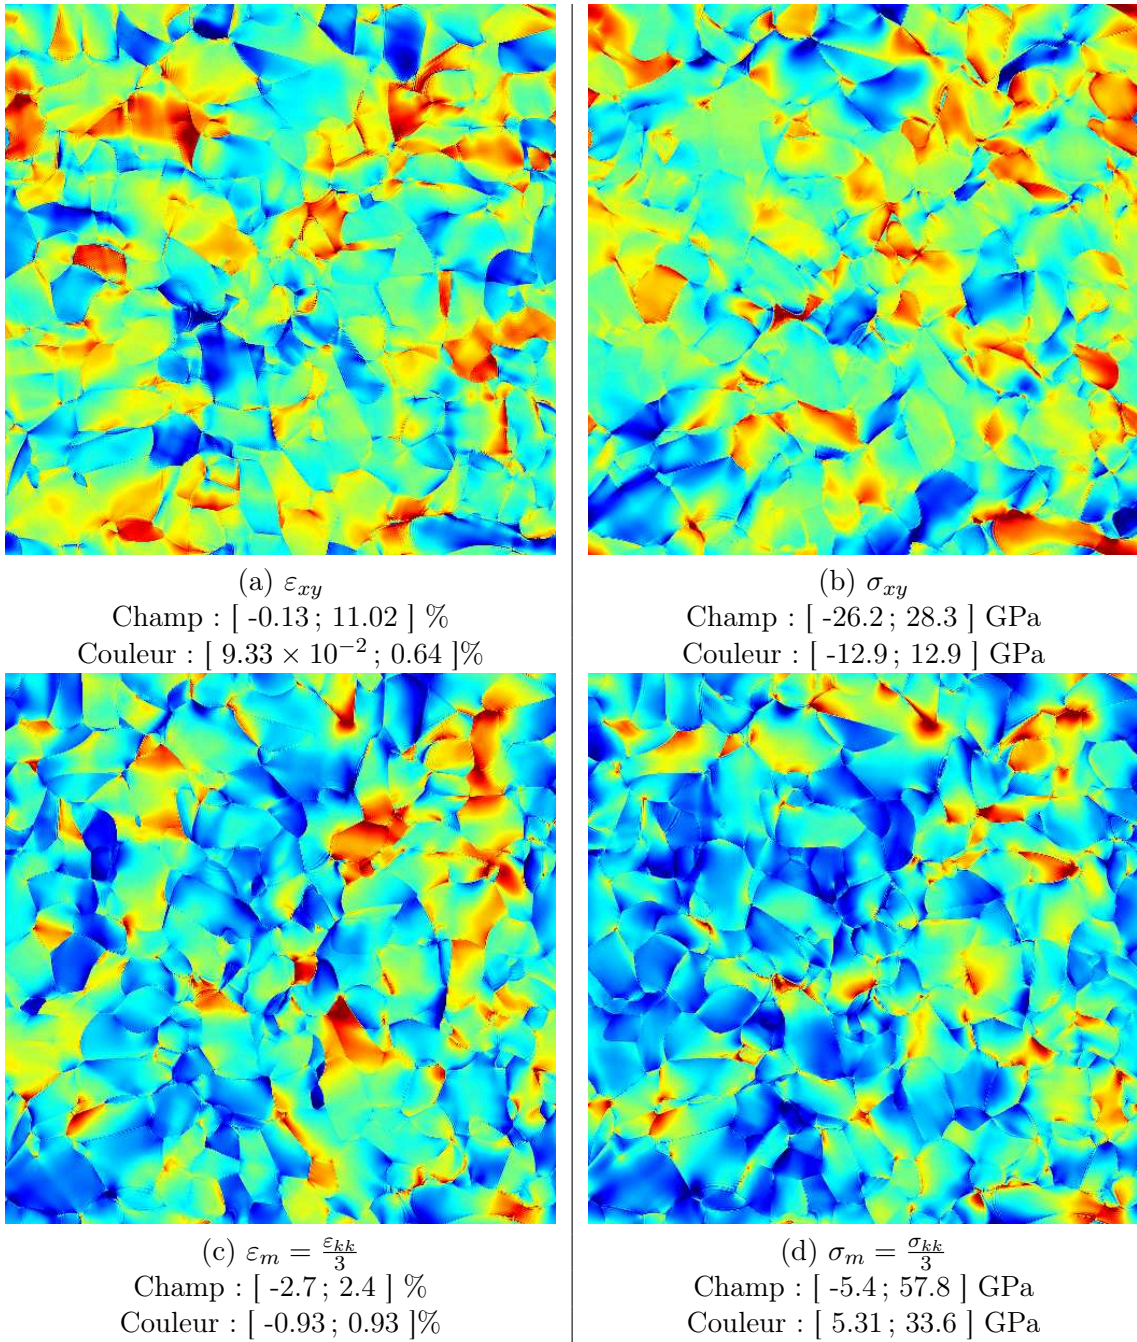 (a) εxy
Champ : [ -0.13 ; 11.02 ] %
Couleur : [ 9.33 × 10−2 ; 0.64 ]%
(b) σxy
Champ : [ -26.2 ; 28.3 ] GPa
Couleur : [ -12.9 ; 12.9 ] GPa
(c) εm = εkk/3
Champ : [ -2.7 ; 2.4 ] %
Couleur : [ -0.93 ; 0.93 ]%
(d) σm = σkk/3
Champ : [ -5.4 ; 57.8 ] GPa
Couleur : [ 5.31 ; 33.6 ] GPa